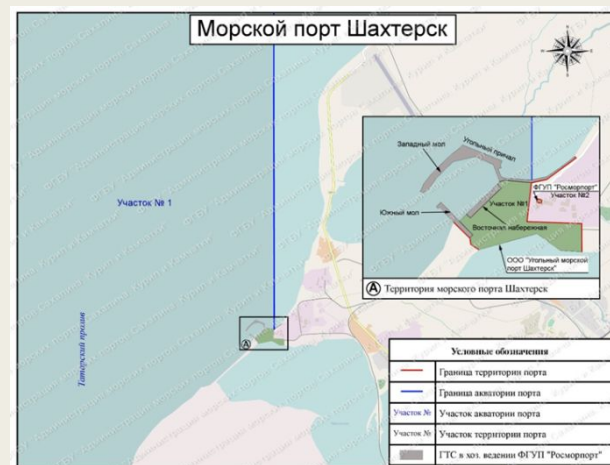 Морской порт Шахтерск
Западный мол
Угольный причал
ФГУП "Росморпорт"
Участок №2
Участок №1
Южный мол
Восточная набережная
ООО "Угольный морской
порт Шахтерск"
А Территория морского порта Шахтерск
Участок № 1
Татарский пролив
А
Условные обозначения
Граница территории порта
Граница акватории порта
Участок № Участок акватории порта
Участок № Участок территории порта
ГТС в хоз. ведении ФГУП "Росморпорт"